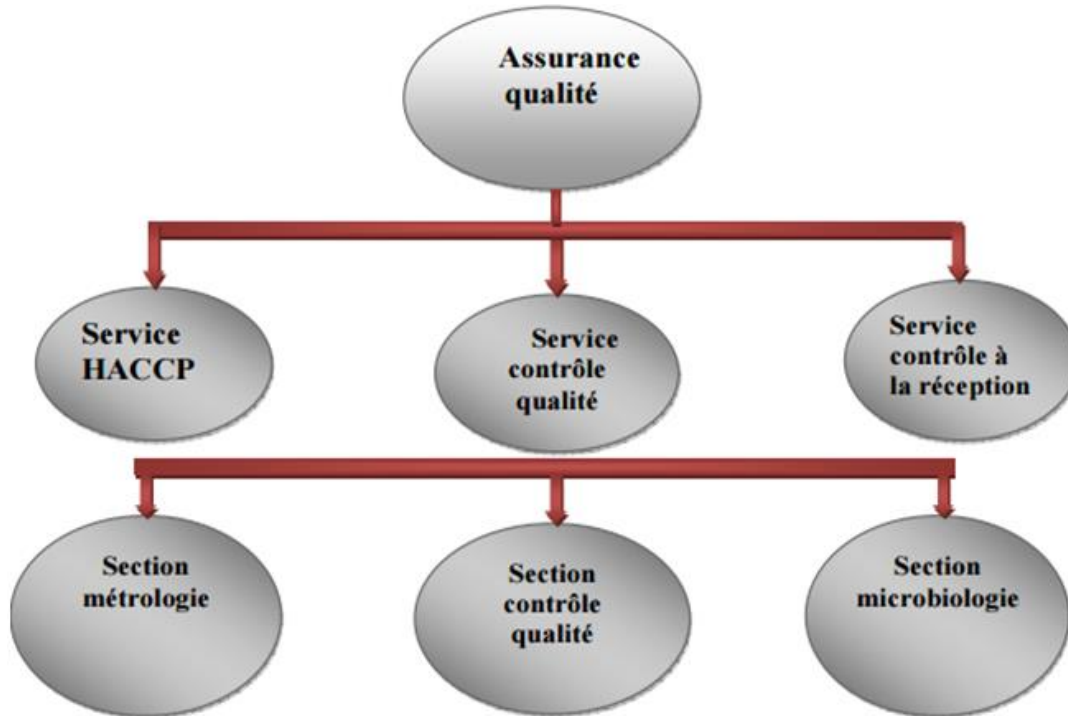 Assurance
qualité
Service
HACCP
Service
contrôle
qualité
Service
contrôle à
la réception
Section
métrologie
Section
contrôle
qualité
Section
microbiologie